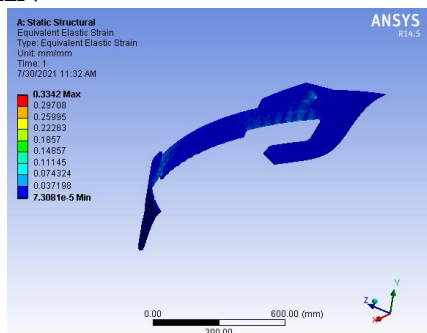 A: Static Structural
Equivalent Elastic Strain
Type: Equivalent Elastic Strain
Unit: mm/mm
Time: 1
7/30/2021 11:32 AM
0.3342 Max
0.29708
0.25995
0.22283
0.1857
0.14857
0.11145
0.074324
0.037198
7.3081e-5 Min
ANSYS
R14.5
0.00
600.00 (mm)
300.00
Y
Z
X